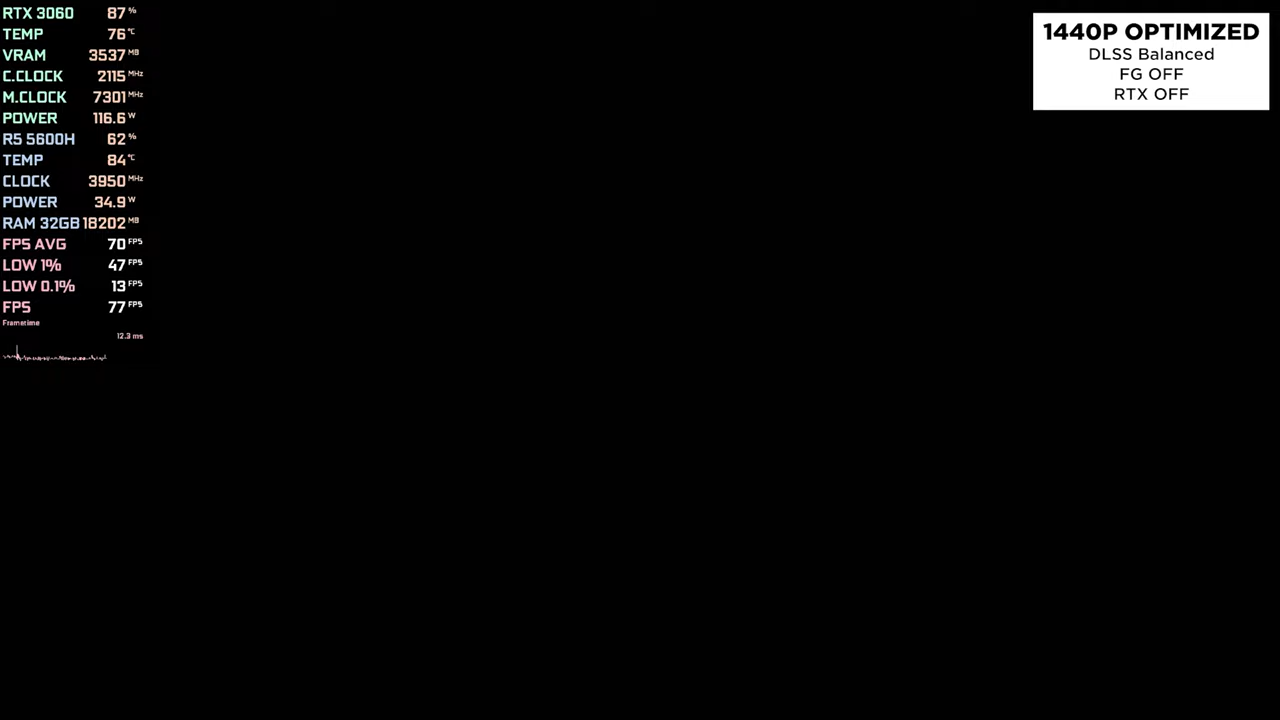 RTX 3060 87 %
TEMP 76 °C
VRAM 3537 MB
C.CLOCK 2115 MHz
M.CLOCK 7301 MHz
POWER 116.6 W
R5 5600H 62 %
TEMP 84 °C
CLOCK 3950 MHz
POWER 34.9 W
RAM 32GB 18202 MB
FPS AVG 70 FPS
LOW 1% 47 FPS
LOW 0.1% 13 FPS
FPS 77 FPS
Frametime
12.3 ms
1440P OPTIMIZED
DLSS Balanced
FG OFF
RTX OFF